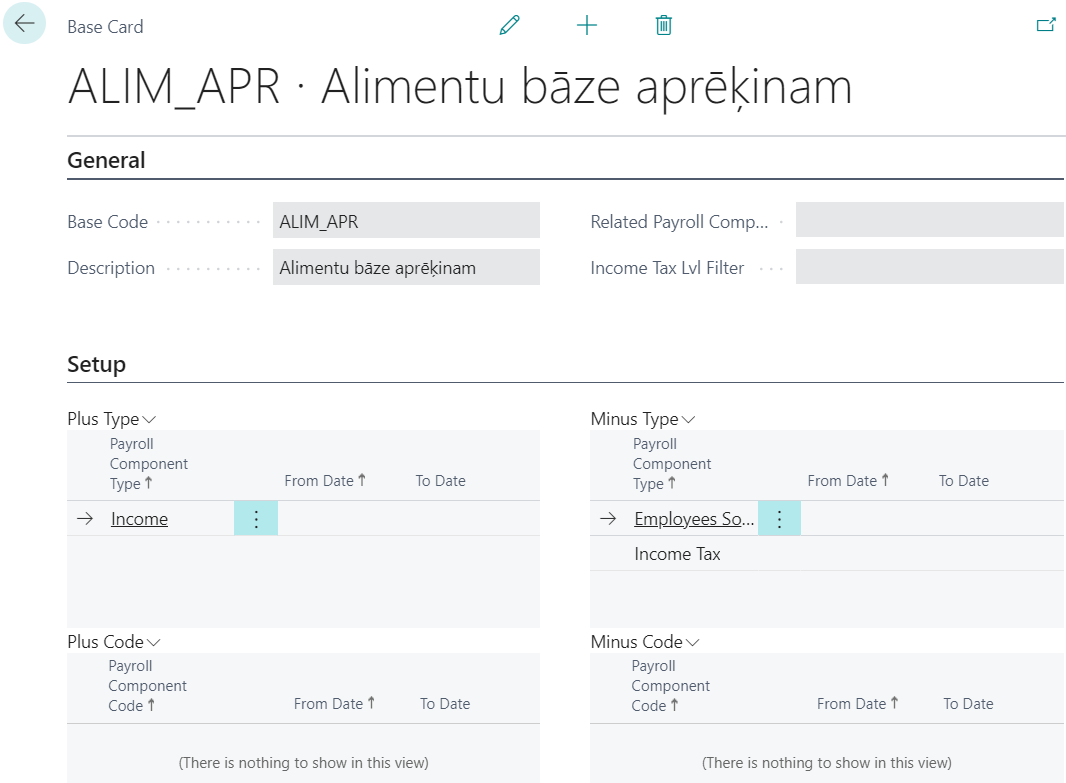 Base Card
ALIM_APR · Alimentu bāze aprēķinam
General
Base Code
ALIM_APR
Related Payroll Comp...
Description
Alimentu bāze aprēķinam
Income Tax Lvl Filter
Setup
Plus Type
Payroll
Component
Type ↑
From Date ↑
To Date
Income
Minus Type
Payroll
Component
Type ↑
From Date ↑
To Date
Employees So...
Income Tax
Plus Code
Payroll
Component
Code ↑
From Date ↑
To Date
(There is nothing to show in this view)
Minus Code
Payroll
Component
Code ↑
From Date ↑
To Date
(There is nothing to show in this view)